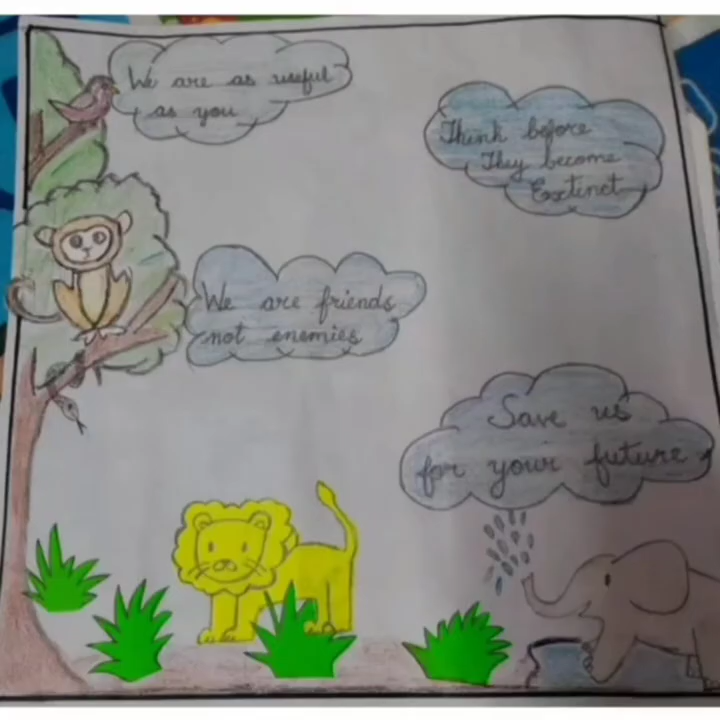 We are as useful
as you
Think before
They become
Extinct
We are friends
not enemies
Save us
for your future